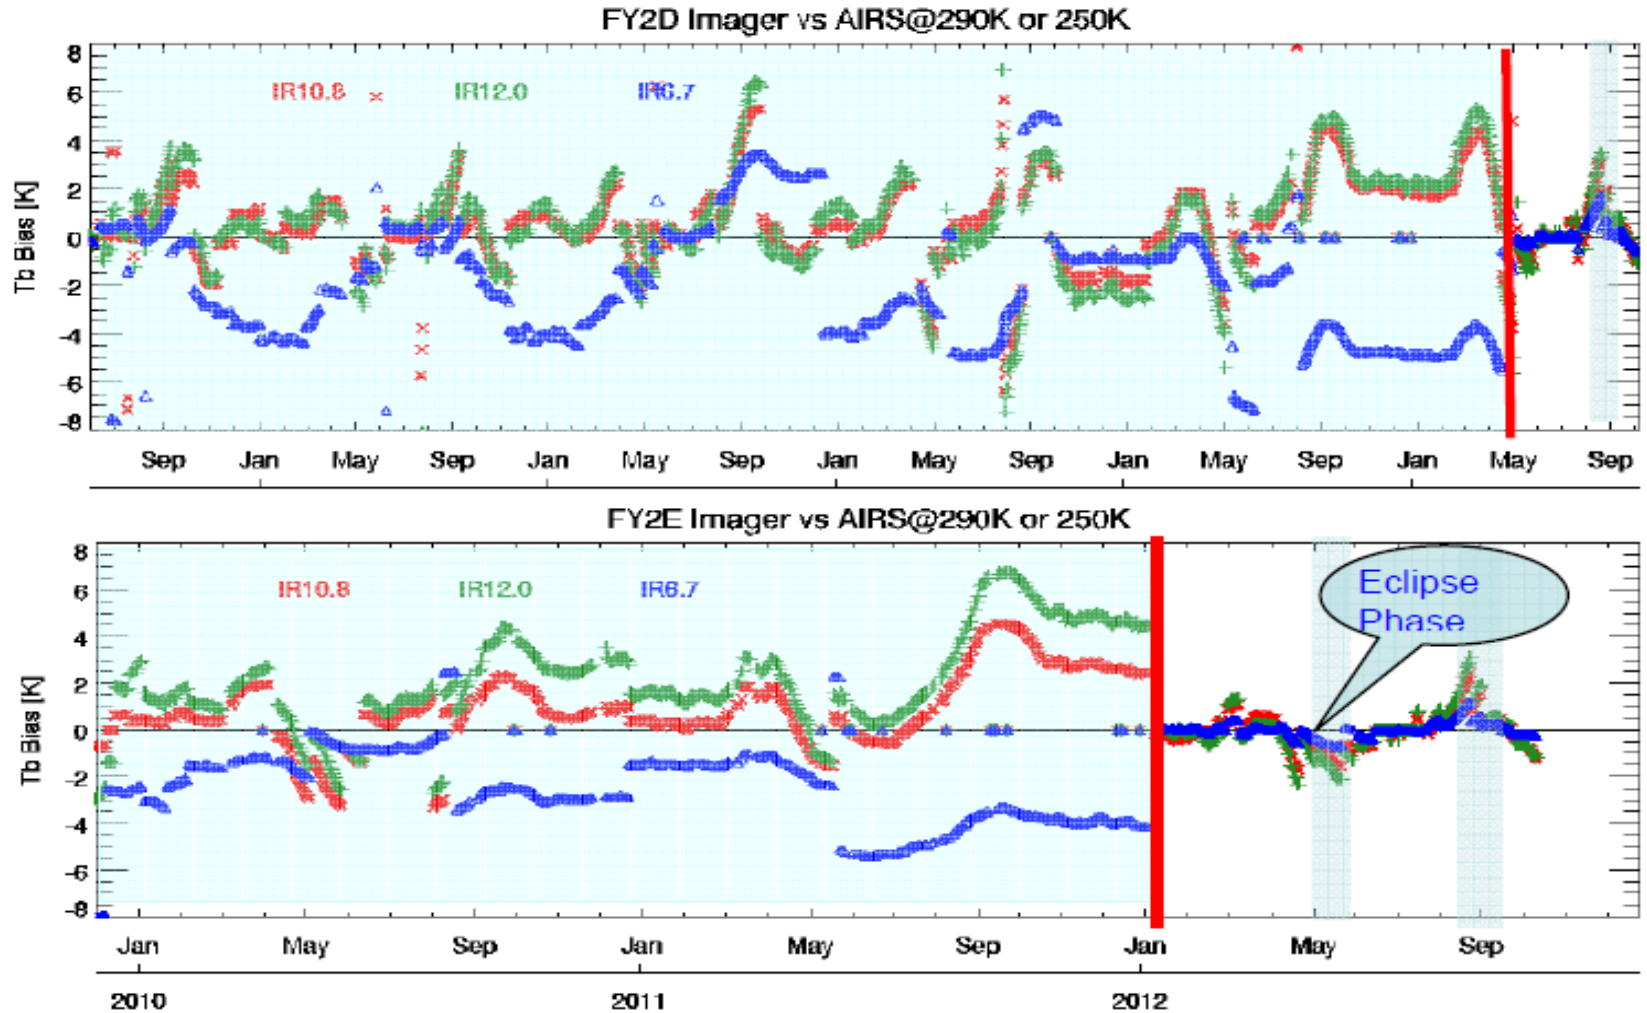 FY2D Imager vs AIRS@290K or 250K
8
6
4
2
0
-2
-4
-6
-8
Tb Bias [K]
IR10.8 IR12.0 IR6.7
Sep Jan May Sep Jan May Sep Jan May Sep Jan May Sep Jan May Sep
FY2E Imager vs AIRS@290K or 250K
8
6
4
2
0
-2
-4
-6
-8
Tb Bias [K]
IR10.8 IR12.0 IR6.7
Eclipse
Phase
Jan May Sep Jan May Sep Jan May Sep
2010 2011 2012